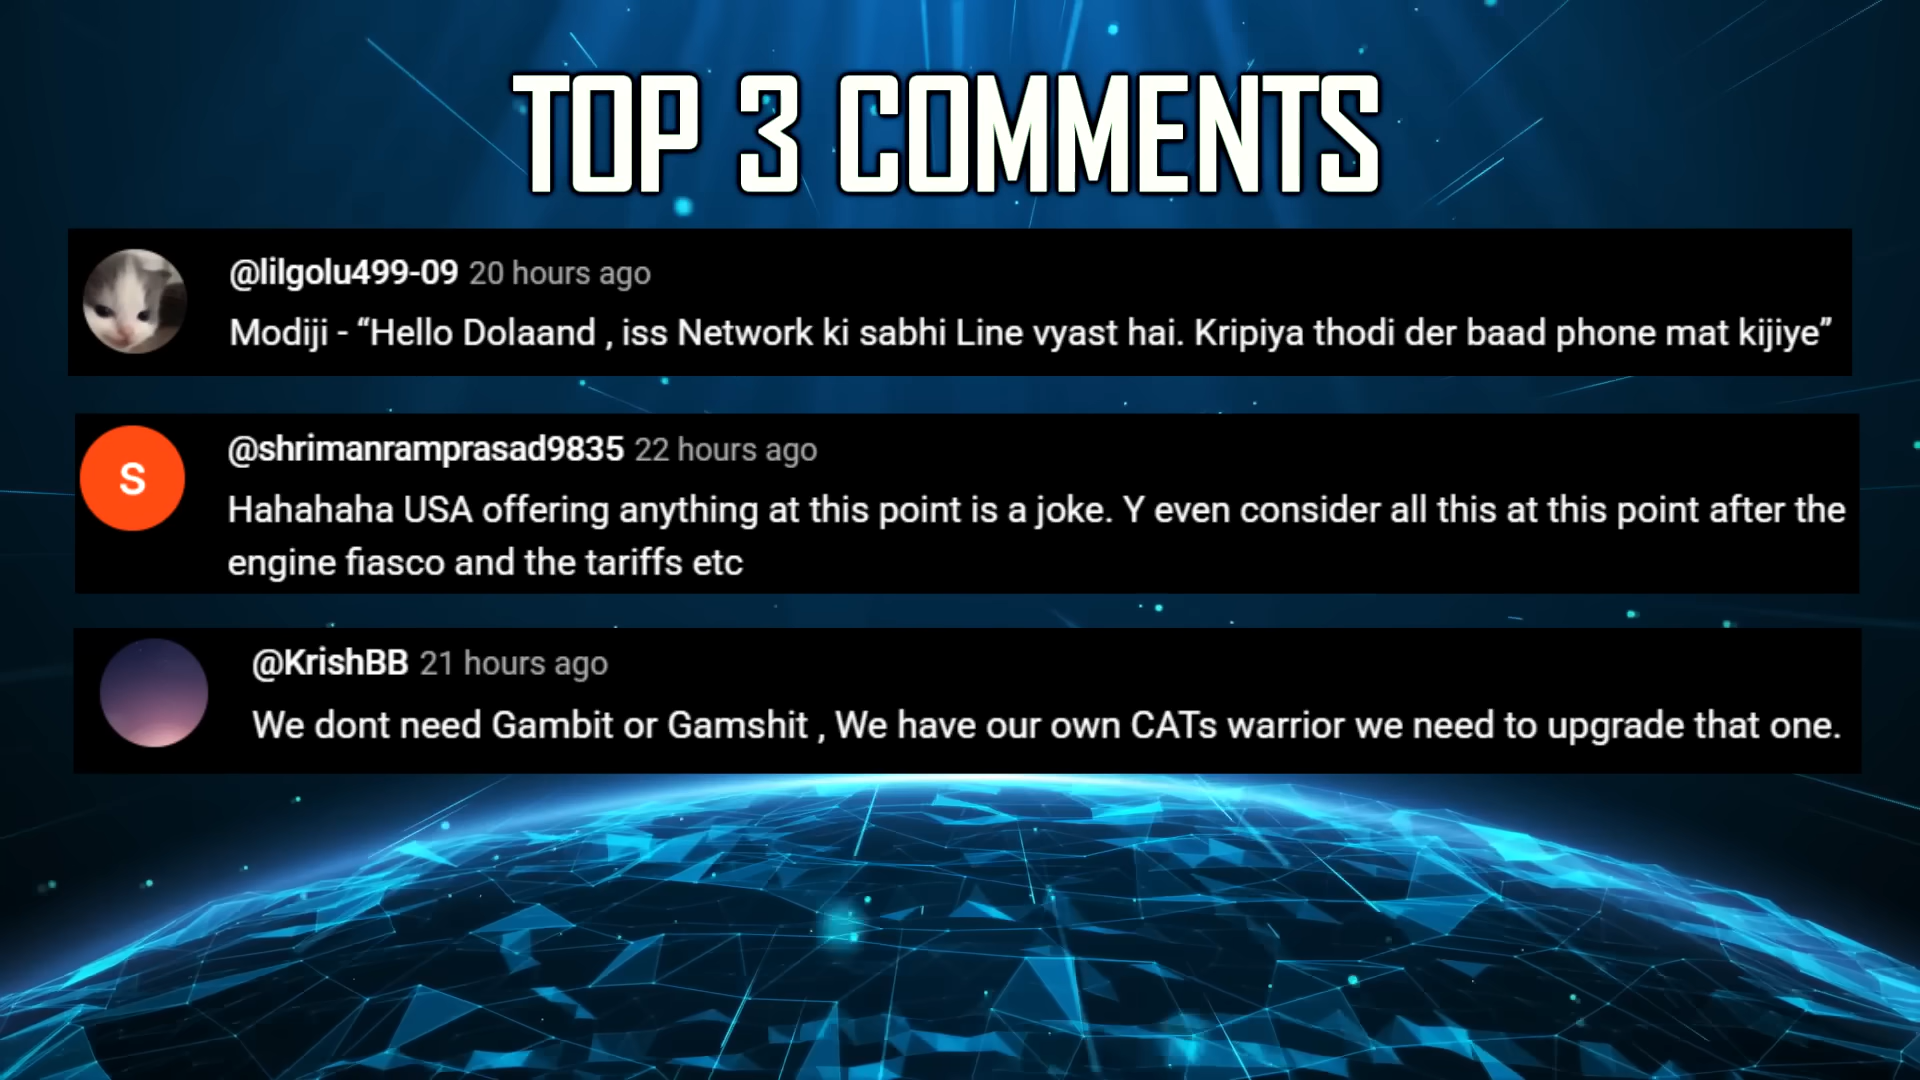 TOP 3 COMMENTS
@lilgolu499-09 20 hours ago
Modiji - “Hello Dolaand , iss Network ki sabhi Line vyast hai. Kripiya thodi der baad phone mat kijiye”
S
@shrimanramprasad9835 22 hours ago
Hahahaha USA offering anything at this point is a joke. Y even consider all this at this point after the
engine fiasco and the tariffs etc
@KrishBB 21 hours ago
We dont need Gambit or Gamshit , We have our own CATs warrior we need to upgrade that one.